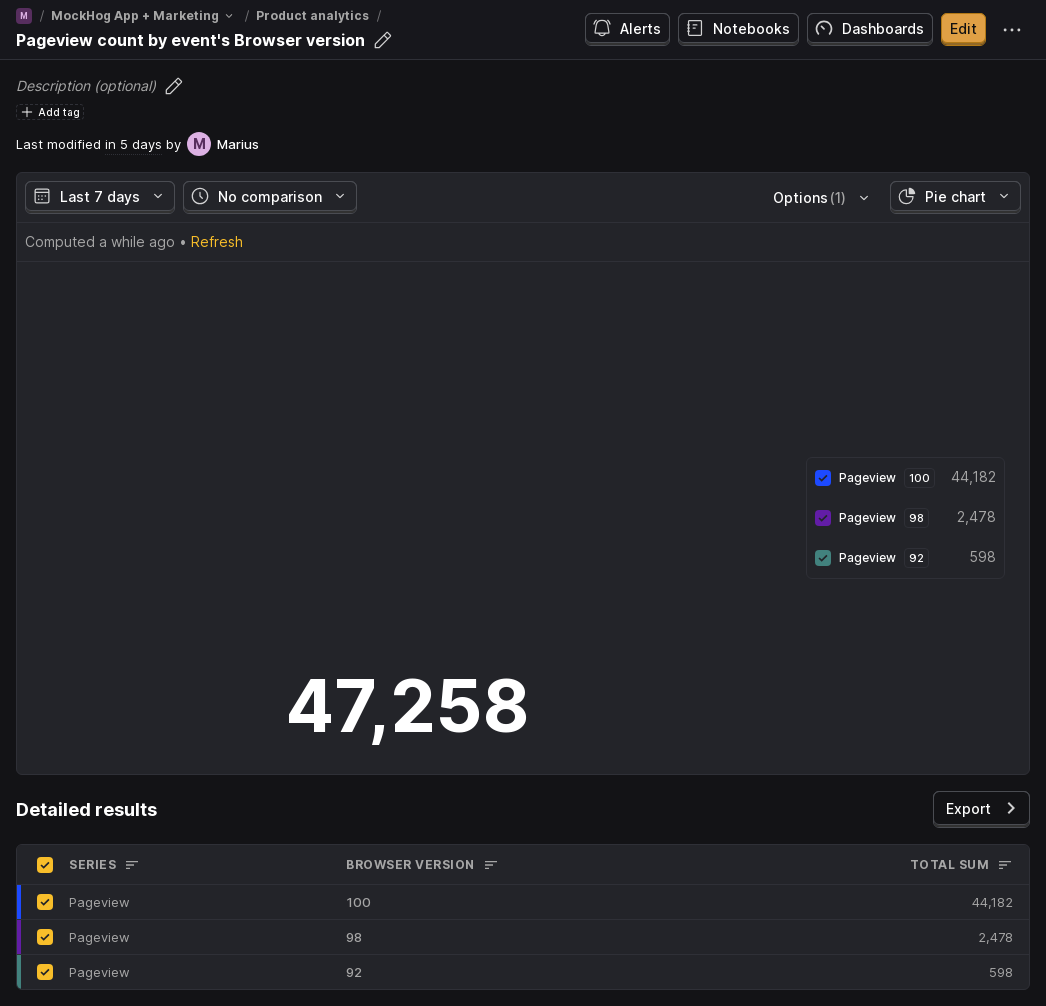 M / MockHog App + Marketing / Product analytics /
Pageview count by event's Browser version
Alerts Notebooks Dashboards Edit
Description (optional)
Add tag
Last modified in 5 days by M Marius
Last 7 days No comparison Options (1) Pie chart
Computed a while ago • Refresh
Pageview 100 44,182
Pageview 98 2,478
Pageview 92 598
47,258
Detailed results Export
SERIES BROWSER VERSION TOTAL SUM
Pageview 100 44,182
Pageview 98 2,478
Pageview 92 598